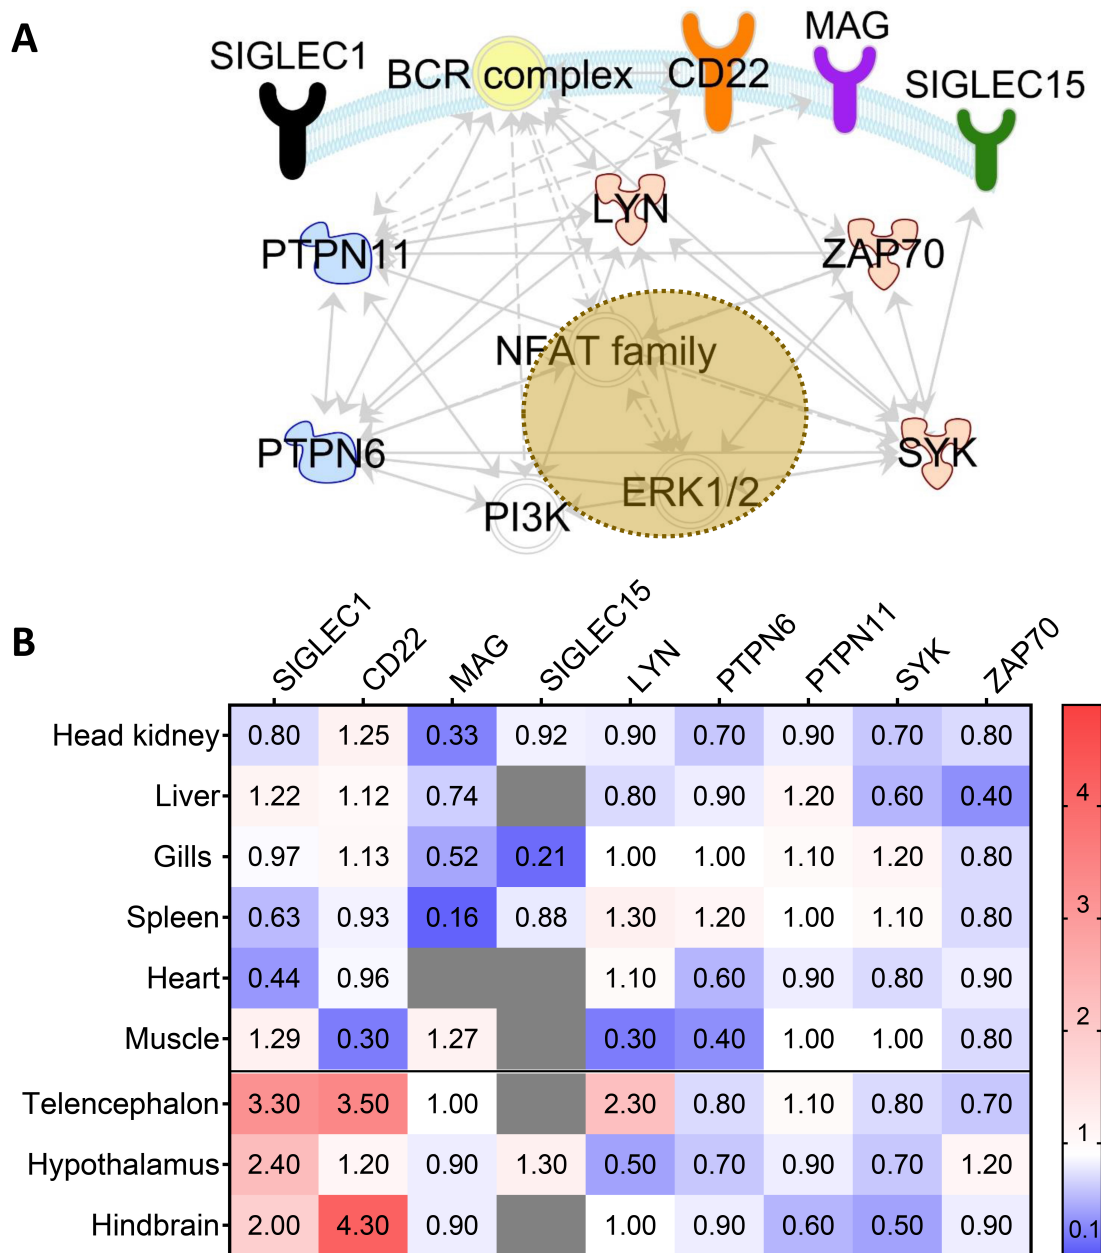 A
SIGLEC1
BCR complex
CD22
MAG
SIGLEC15
LYN
PTPN11
ZAP70
NFAT family
PTPN6
SYK
ERK1/2
PI3K
B
SIGLEC1 CD22 MAG SIGLEC15 LYN PTPN6 PTPN11 SYK ZAP70
Head kidney 0.80 1.25 0.33 0.92 0.90 0.70 0.90 0.70 0.80
Liver 1.22 1.12 0.74 0.80 0.90 1.20 0.60 0.40
Gills 0.97 1.13 0.52 0.21 1.00 1.00 1.10 1.20 0.80
Spleen 0.63 0.93 0.16 0.88 1.30 1.20 1.00 1.10 0.80
Heart 0.44 0.96 1.10 0.60 0.90 0.80 0.90
Muscle 1.29 0.30 1.27 0.30 0.40 1.00 1.00 0.80
Telencephalon 3.30 3.50 1.00 2.30 0.80 1.10 0.80 0.70
Hypothalamus 2.40 1.20 0.90 1.30 0.50 0.70 0.90 0.70 1.20
Hindbrain 2.00 4.30 0.90 1.00 0.90 0.60 0.50 0.90
4
3
2
1
0.1